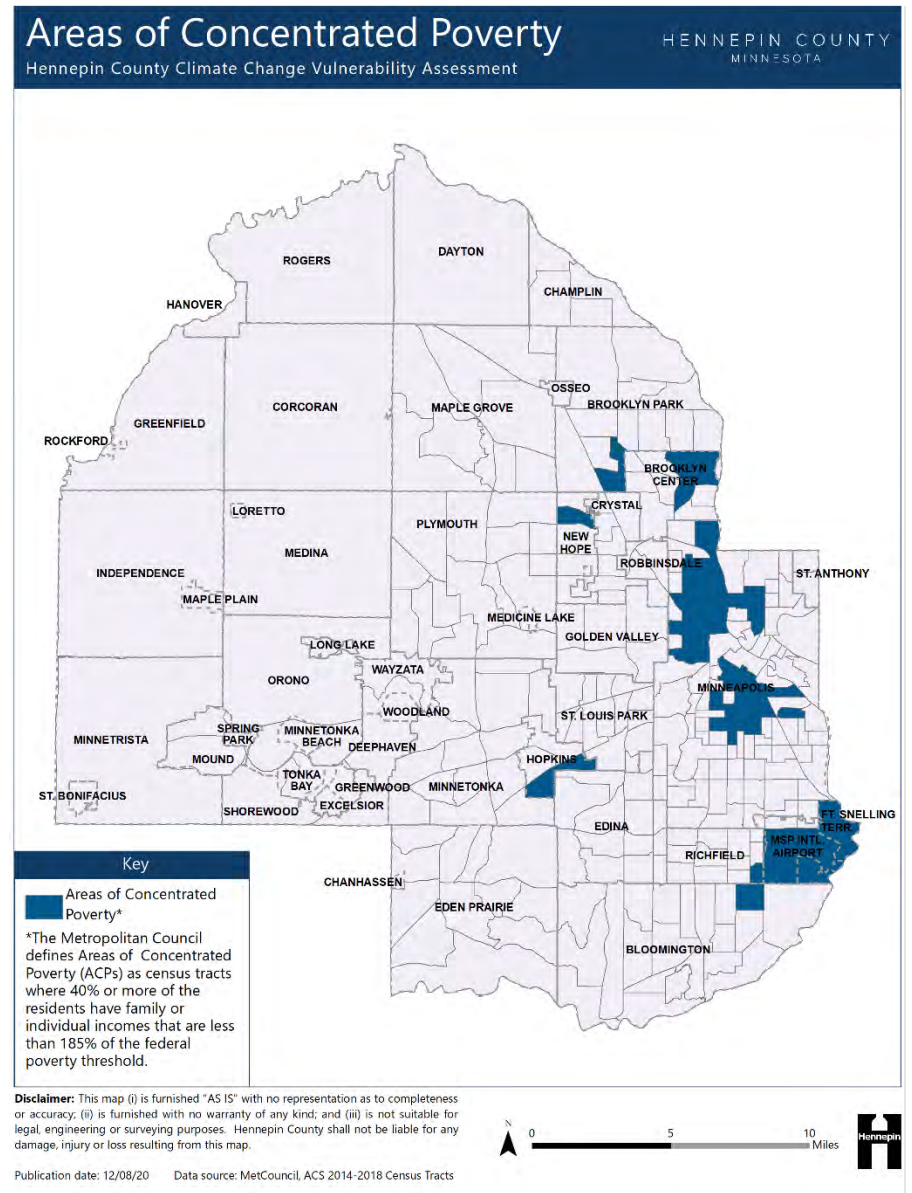 Areas of Concentrated Poverty
Hennepin County Climate Change Vulnerability Assessment
HENNEPIN COUNTY
MINNESOTA
ROGERS
DAYTON
CHAMPLIN
HANOVER
OSSEO
CORCORAN
MAPLE GROVE
BROOKLYN PARK
GREENFIELD
ROCKFORD
BROOKLYN
CENTER
LORETTO
CRYSTAL
PLYMOUTH
NEW
HOPE
MEDINA
ROBBINSDALE
INDEPENDENCE
ST. ANTHONY
MAPLE PLAIN
MEDICINE LAKE
GOLDEN VALLEY
LONG LAKE
WAYZATA
ORONO
MINNEAPOLIS
WOODLAND
ST. LOUIS PARK
SPRING
PARK
MINNETONKA
BEACH
MINNETRISTA
DEEPHAVEN
MOUND
HOPKINS
TONKA
BAY
GREENWOOD
MINNETONKA
ST. BONIFACIUS
EXCELSIOR
SHOREWOOD
FT. SNELLING
TERR.
EDINA
MSP INTL.
AIRPORT
RICHFIELD
CHANHASSEN
EDEN PRAIRIE
BLOOMINGTON
Key
Areas of Concentrated
Poverty*
*The Metropolitan Council
defines Areas of Concentrated
Poverty (ACPs) as census tracts
where 40% or more of the
residents have family or
individual incomes that are less
than 185% of the federal
poverty threshold.
Disclaimer: This map (i) is furnished "AS IS" with no representation as to completeness
or accuracy; (ii) is furnished with no warranty of any kind; and (iii) is not suitable for
legal, engineering or surveying purposes. Hennepin County shall not be liable for any
damage, injury or loss resulting from this map.
Publication date: 12/08/20 Data source: MetCouncil, ACS 2014-2018 Census Tracts
N
0 5 10
Miles
Hennepin